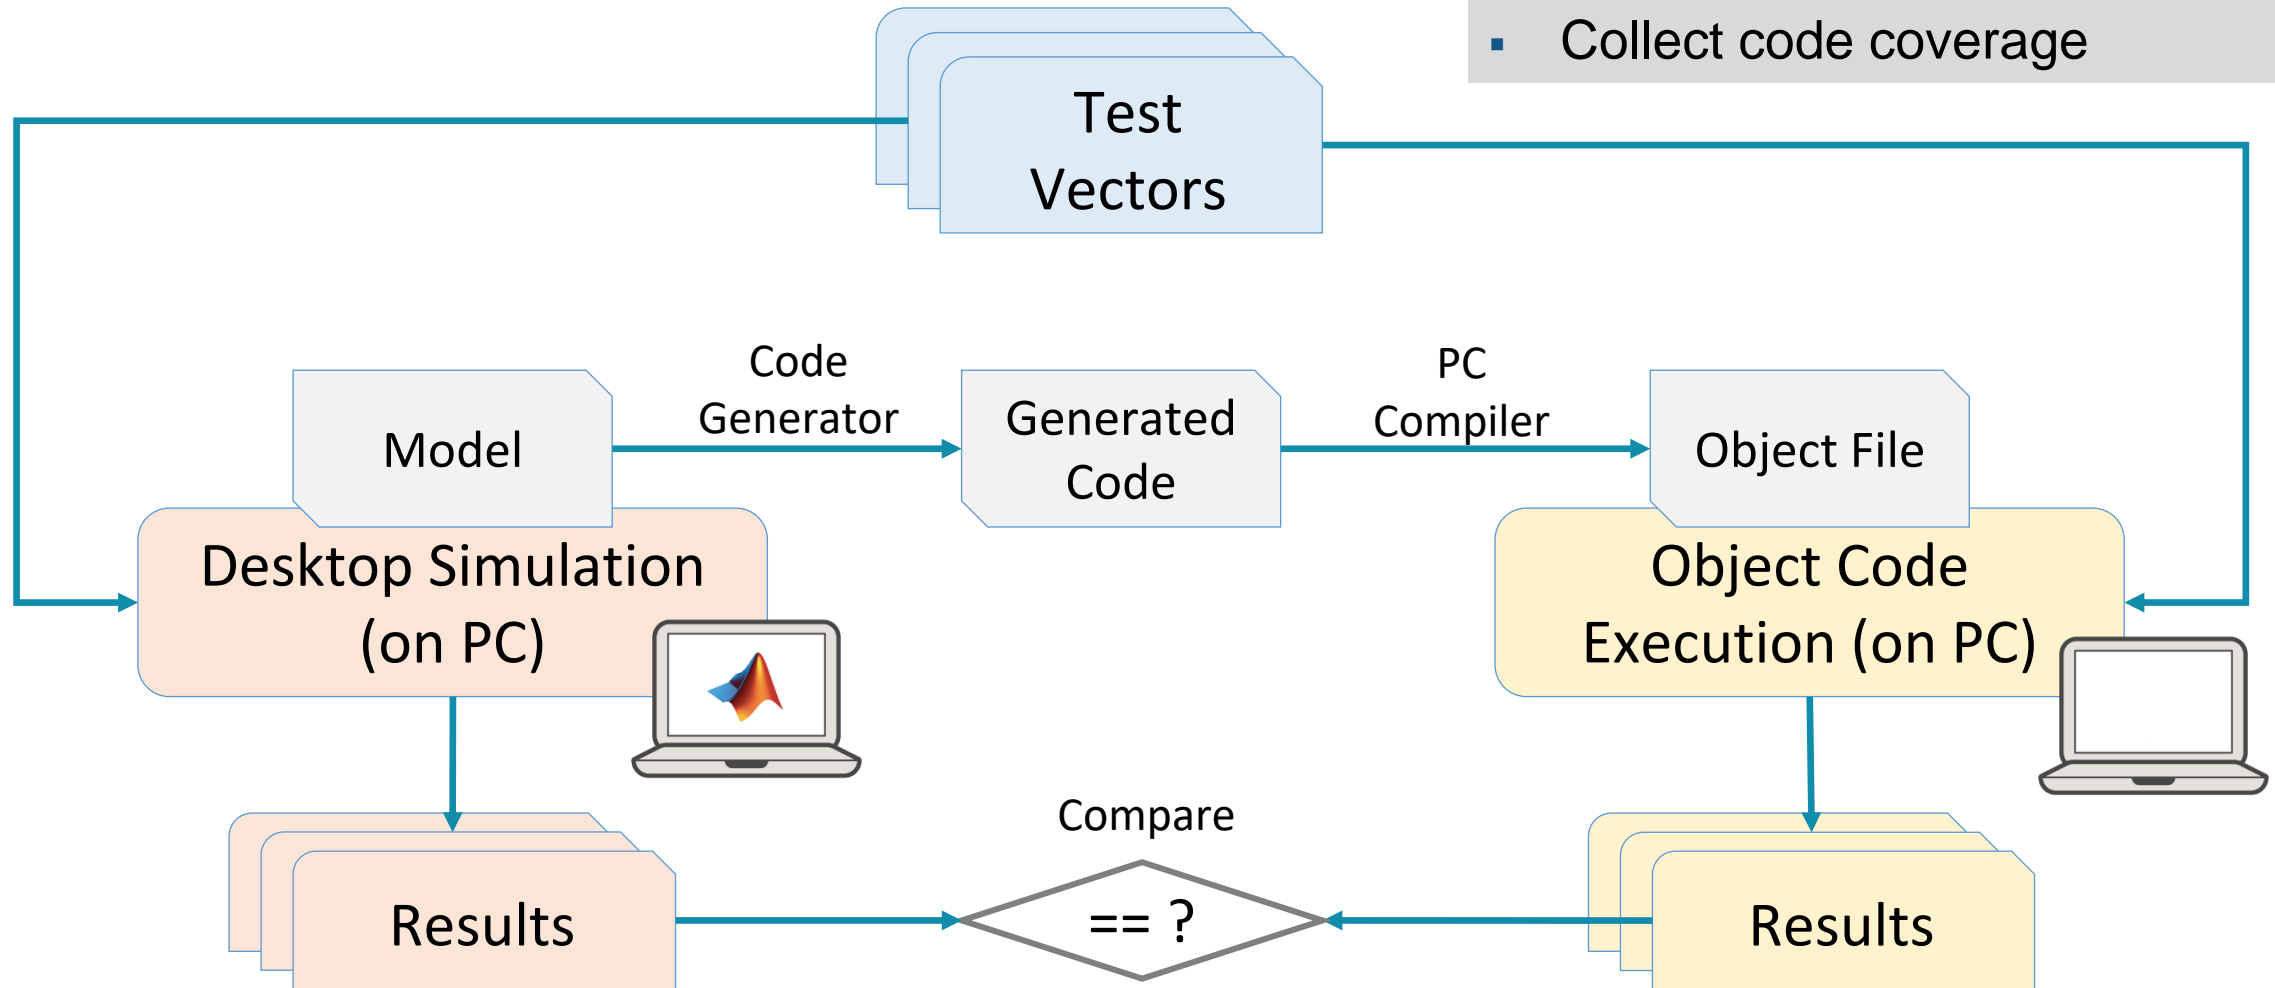 ▪ Collect code coverage
Test
Vectors
Code
Generator
PC
Compiler
Model
Generated
Code
Object File
Desktop Simulation
(on PC)
Object Code
Execution (on PC)
Compare
Results
== ?
Results